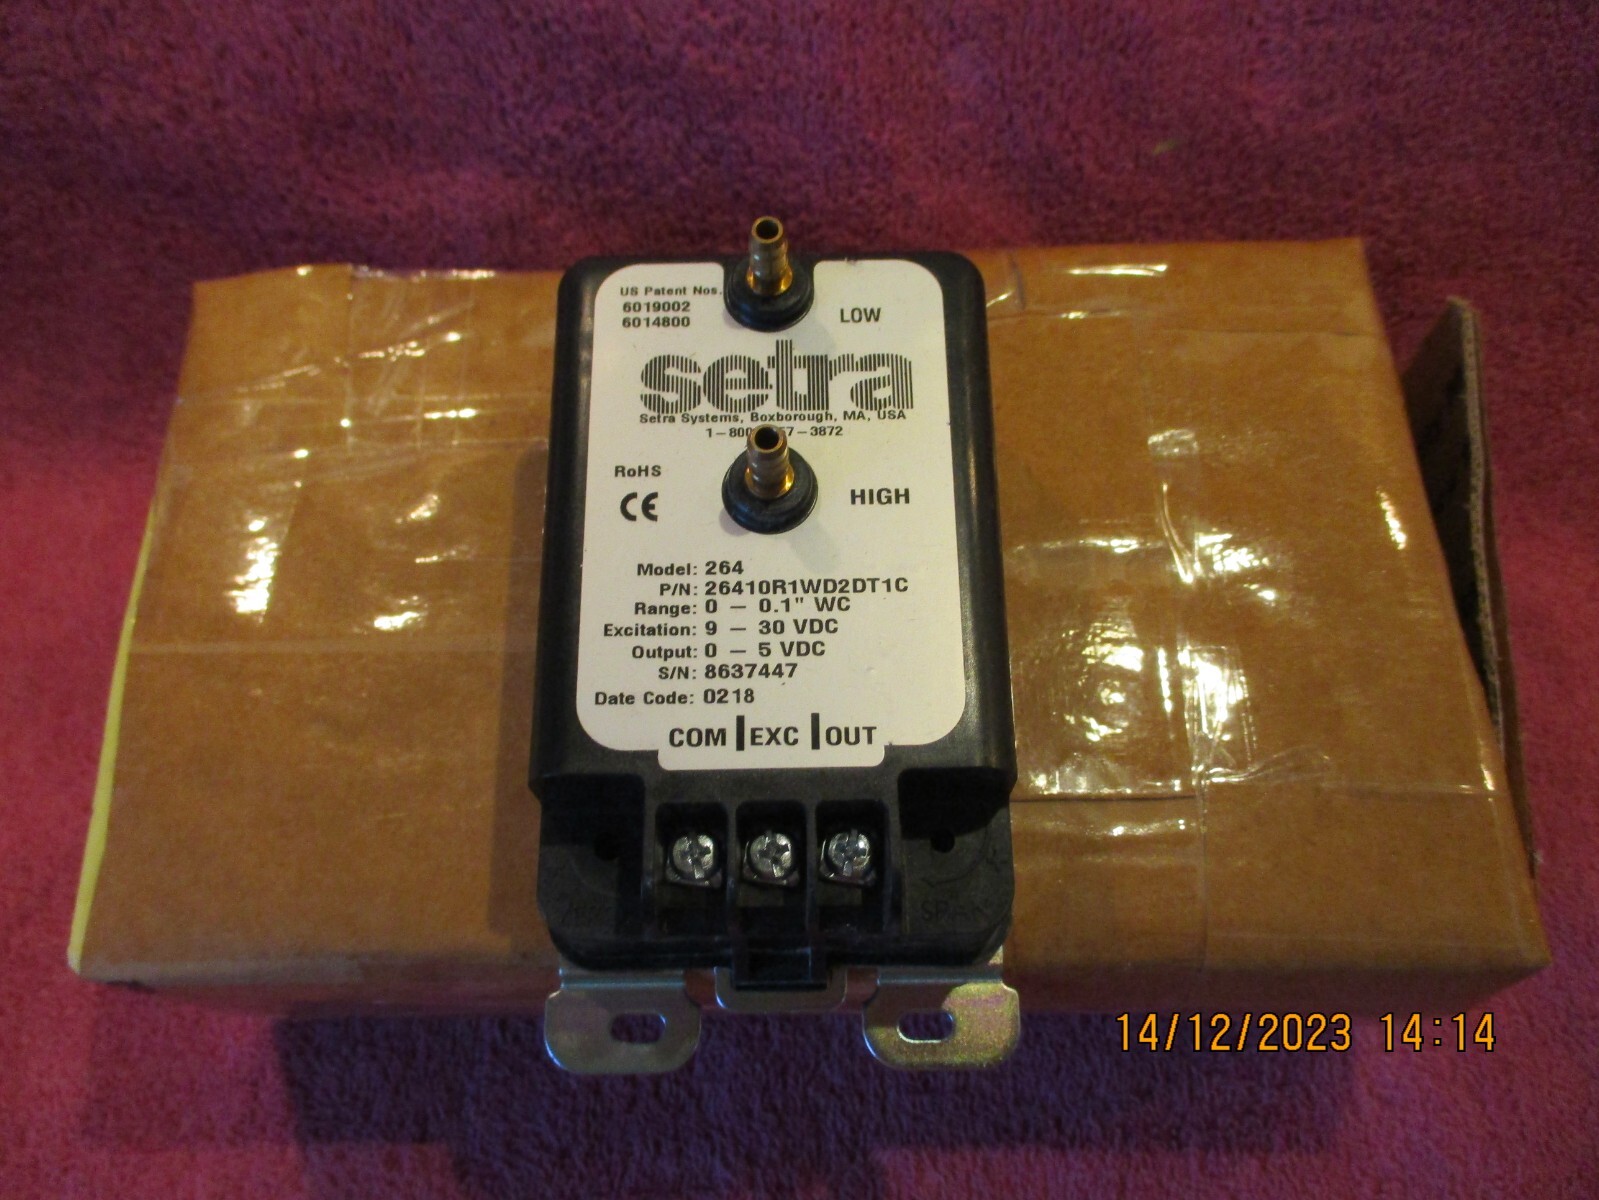 US Patent Nos.
6019002
6014800
LOW
setra
Setra Systems, Boxborough, MA, USA
RoHS
CE
HIGH
Model: 264
P/N: 26410R1WD2DT1C
Range: 0 – 0.1" WC
Excitation: 9 – 30 VDC
Output: 0 – 5 VDC
S/N: 8637447
Date Code: 0218
COM EXC OUT
SPAN
14/12/2023 14:14